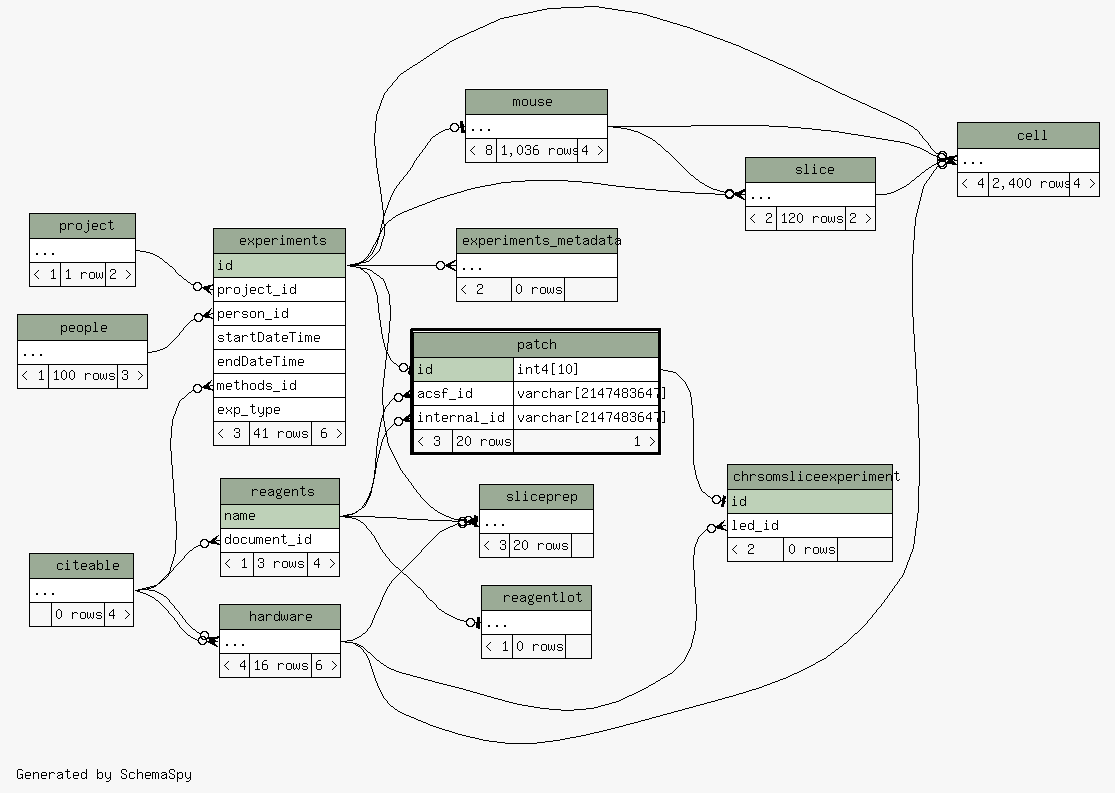 mouse
...
< 8 1,036 rows 4 >
cell
...
< 4 2,400 rows 4 >
slice
...
< 2 120 rows 2 >
project
...
< 1 1 row 2 >
experiments
id
project_id
person_id
startDateTime
endDateTime
methods_id
exp_type
< 3 41 rows 6 >
experiments_metadata
...
< 2 0 rows
people
...
< 1 100 rows 3 >
patch
id int4[10]
acsf_id varchar[2147483647]
internal_id varchar[2147483647]
< 3 20 rows 1 >
chrsomsliceexperiment
id
led_id
< 2 0 rows
reagents
name
document_id
< 1 3 rows 4 >
sliceprep
...
< 3 20 rows
citeable
...
0 rows 4 >
reagentlot
...
< 1 0 rows
hardware
...
< 4 16 rows 6 >
Generated by SchemaSpy